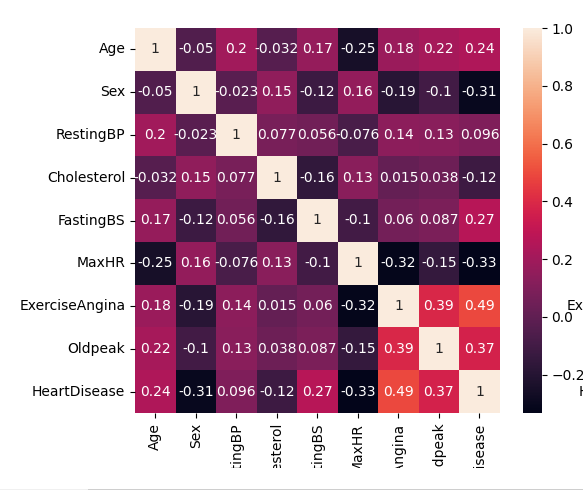 Age 1 -0.05 0.2 -0.032 0.17 -0.25 0.18 0.22 0.24
Sex -0.05 1 -0.023 0.15 -0.12 0.16 -0.19 -0.1 -0.31
RestingBP 0.2 -0.023 1 0.077 0.056 -0.076 0.14 0.13 0.096
Cholesterol -0.032 0.15 0.077 1 -0.16 0.13 0.015 0.038 -0.12
FastingBS 0.17 -0.12 0.056 -0.16 1 -0.1 0.06 0.087 0.27
MaxHR -0.25 0.16 -0.076 0.13 -0.1 1 -0.32 -0.15 -0.33
ExerciseAngina 0.18 -0.19 0.14 0.015 0.06 -0.32 1 0.39 0.49
Oldpeak 0.22 -0.1 0.13 0.038 0.087 -0.15 0.39 1 0.37
HeartDisease 0.24 -0.31 0.096 -0.12 0.27 -0.33 0.49 0.37 1
Age
Sex
tingBP
esterol
tingBS
MaxHR
Angina
ldpeak
isease
1.0
0.8
0.6
0.4
0.2
0.0
−0.2
Ex